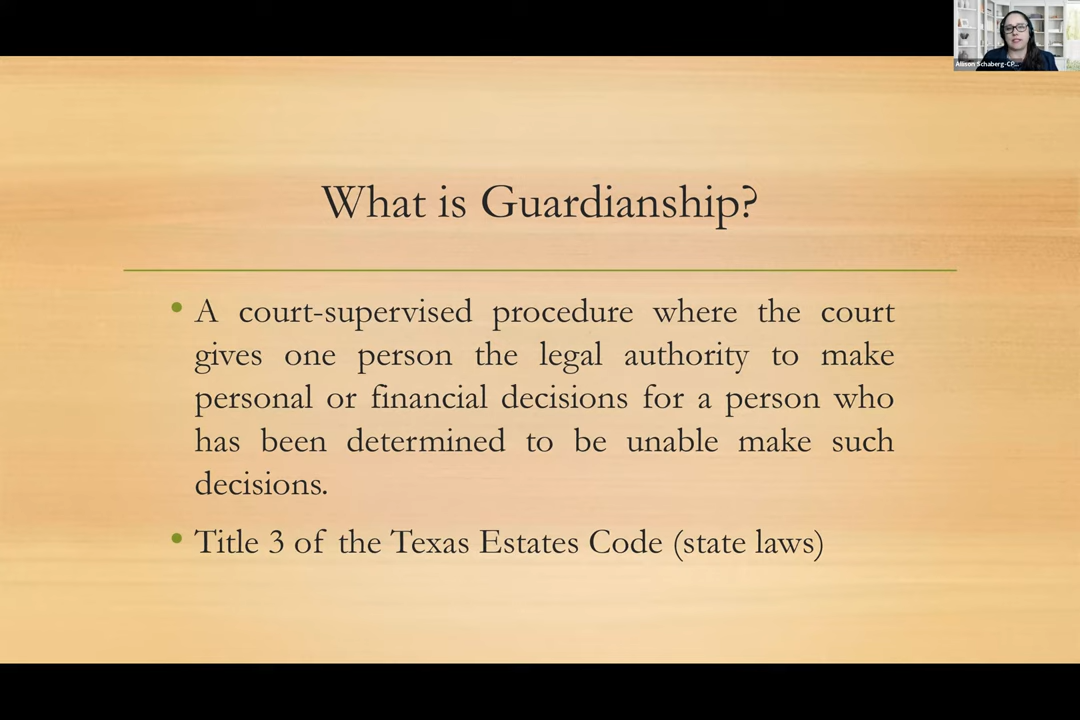 Allison Schaberg-CP...
What is Guardianship?
• A court-supervised procedure where the court
gives one person the legal authority to make
personal or financial decisions for a person who
has been determined to be unable make such
decisions.
• Title 3 of the Texas Estates Code (state laws)